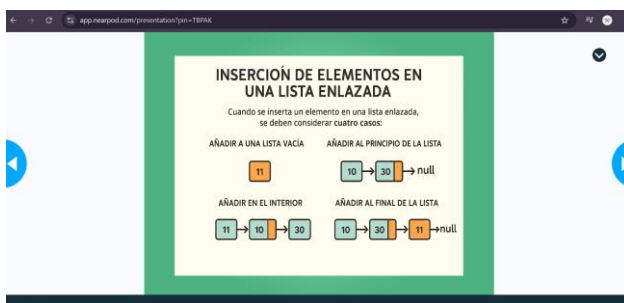 app.nearpod.com/presentation?pin=TBPAK
INSERCIÓN DE ELEMENTOS EN
UNA LISTA ENLAZADA
Cuando se inserta un elemento en una lista enlazada,
se deben considerar cuatro casos:
AÑADIR A UNA LISTA VACÍA
11
AÑADIR AL PRINCIPIO DE LA LISTA
10 → 30 → null
AÑADIR EN EL INTERIOR
11 → 10 → 30
AÑADIR AL FINAL DE LA LISTA
10 → 30 → 11 → null